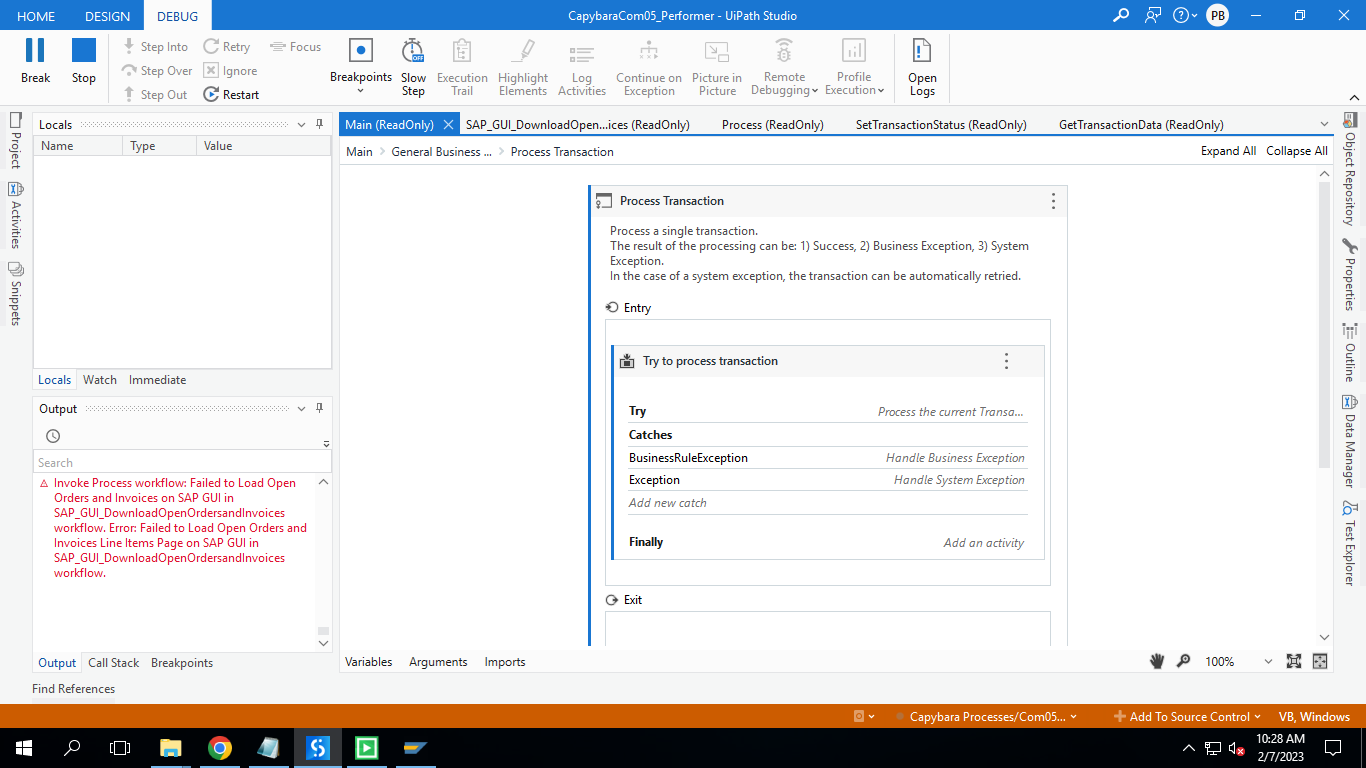 HOME DESIGN DEBUG CapybaraCom05_Performer - UiPath Studio PB
Break
Stop
Step Into
Step Over
Step Out
Retry
Ignore
Restart
Focus
Breakpoints
Slow
Step
Execution
Trail
Highlight
Elements
Log
Activities
Continue on
Exception
Picture in
Picture
Remote
Debugging
Profile
Execution
Open
Logs
Project
Activities
Snippets
Locals
Name Type Value
Locals Watch Immediate
Output
Search
Invoke Process workflow: Failed to Load Open
Orders and Invoices on SAP GUI in
SAP_GUI_DownloadOpenOrdersandInvoices
workflow. Error: Failed to Load Open Orders and
Invoices Line Items Page on SAP GUI in
SAP_GUI_DownloadOpenOrdersandInvoices
workflow.
Output Call Stack Breakpoints
Find References
Main (ReadOnly) SAP_GUI_DownloadOpen...ices (ReadOnly) Process (ReadOnly) SetTransactionStatus (ReadOnly) GetTransactionData (ReadOnly)
Main General Business ... Process Transaction Expand All Collapse All
Process Transaction
Process a single transaction.
The result of the processing can be: 1) Success, 2) Business Exception, 3) System
Exception.
In the case of a system exception, the transaction can be automatically retried.
Entry
Try to process transaction
Try Process the current Transa...
Catches
BusinessRuleException Handle Business Exception
Exception Handle System Exception
Add new catch
Finally Add an activity
Exit
Variables Arguments Imports 100%
Object Repository
Properties
Outline
Data Manager
Test Explorer
Capybara Processes/Com05... Add To Source Control VB, Windows
10:28 AM
2/7/2023